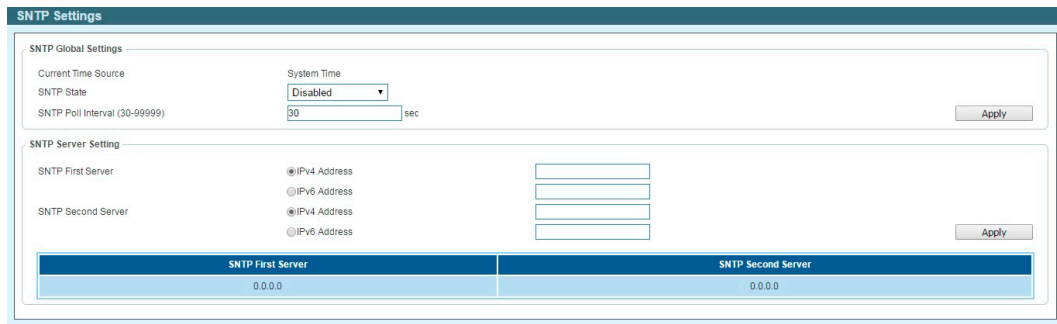 SNTP Settings
SNTP Global Settings
Current Time Source System Time
SNTP State Disabled
SNTP Poll Interval (30-99999) 30 sec Apply
SNTP Server Setting
SNTP First Server IPv4 Address
IPv6 Address
SNTP Second Server IPv4 Address
IPv6 Address Apply
SNTP First Server SNTP Second Server
0.0.0.0 0.0.0.0